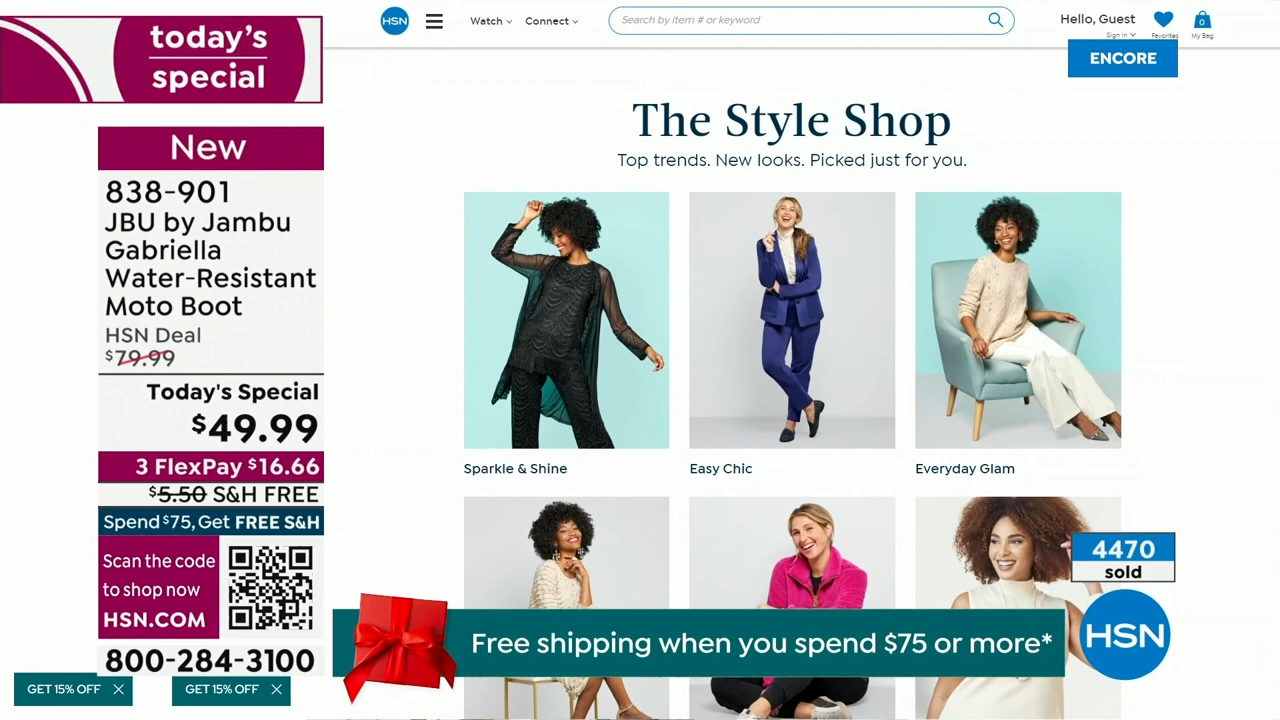 today's
special
New
838-901
JBU by Jambu
Gabriella
Water-Resistant
Moto Boot
HSN Deal
$79.99
Today's Special
$49.99
3 FlexPay $16.66
$5.50 S&H FREE
Spend $75, Get FREE S&H
Scan the code
to shop now
HSN.COM
800-284-3100
GET 15% OFF
GET 15% OFF
HSN
Watch
Connect
Search by item # or keyword
Hello, Guest
Sign In
Favorites
0
My Bag
ENCORE
The Style Shop
Top trends. New looks. Picked just for you.
Sparkle & Shine
Easy Chic
Everyday Glam
4470
sold
Free shipping when you spend $75 or more*
HSN